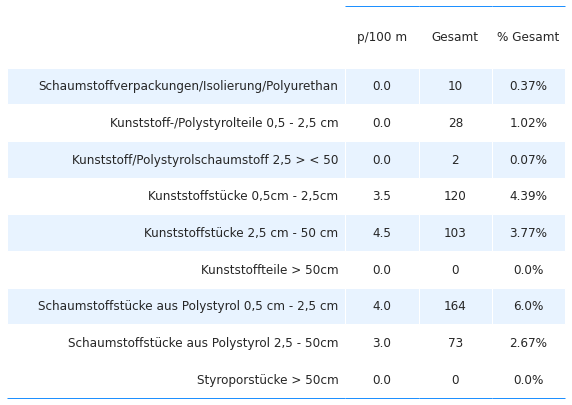 p/100 m Gesamt % Gesamt
Schaumstoffverpackungen/Isolierung/Polyurethan 0.0 10 0.37%
Kunststoff-/Polystyrolteile 0,5 - 2,5 cm 0.0 28 1.02%
Kunststoff/Polystyrolschaumstoff 2,5 > < 50 0.0 2 0.07%
Kunststoffstücke 0,5cm - 2,5cm 3.5 120 4.39%
Kunststoffstücke 2,5 cm - 50 cm 4.5 103 3.77%
Kunststoffteile > 50cm 0.0 0 0.0%
Schaumstoffstücke aus Polystyrol 0,5 cm - 2,5 cm 4.0 164 6.0%
Schaumstoffstücke aus Polystyrol 2,5 - 50cm 3.0 73 2.67%
Styroporstücke > 50cm 0.0 0 0.0%